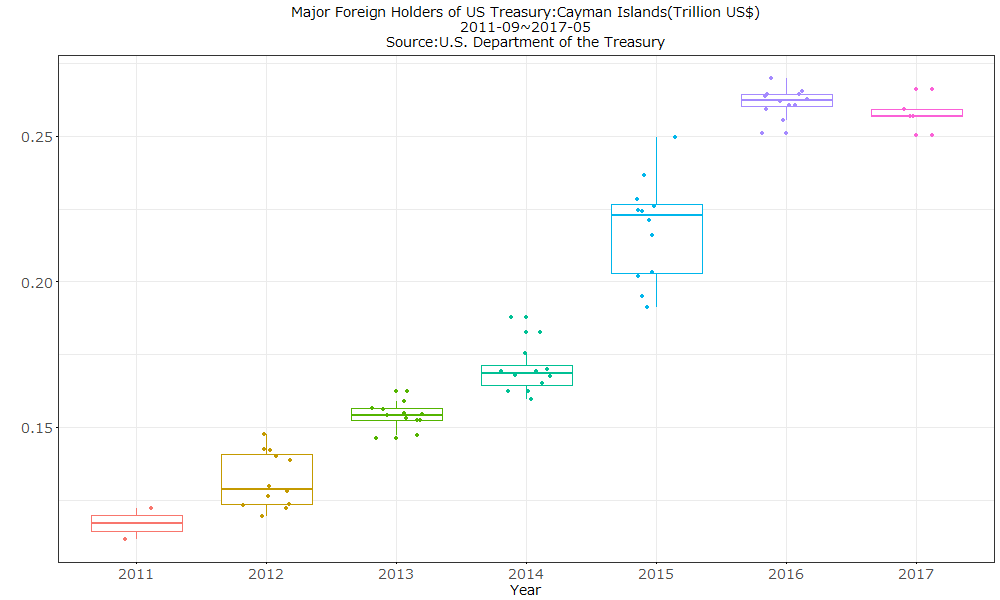 Major Foreign Holders of US Treasury:Cayman Islands(Trillion US$)
2011-09~2017-05
Source:U.S. Department of the Treasury
0.25
0.20
0.15
2011 2012 2013 2014 2015 2016 2017
Year